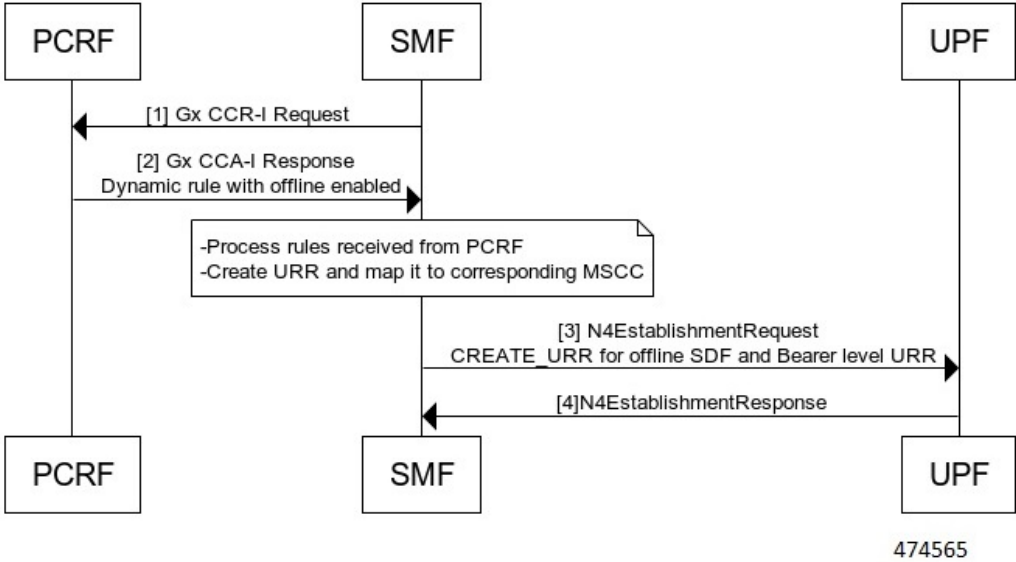 PCRF
SMF
UPF
[1] Gx CCR-I Request
[2] Gx CCA-I Response
Dynamic rule with offline enabled
-Process rules received from PCRF
-Create URR and map it to corresponding MSCC
[3] N4EstablishmentRequest
CREATE_URR for offline SDF and Bearer level URR
[4]N4EstablishmentResponse
PCRF
SMF
UPF
474565